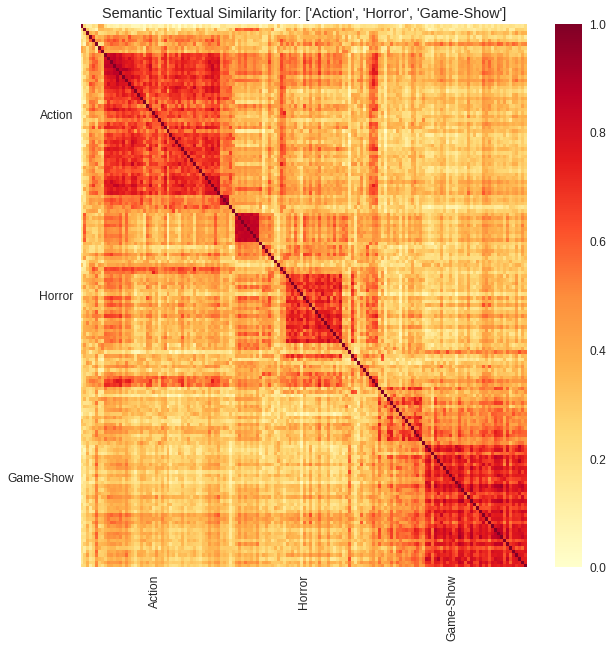 Semantic Textual Similarity for: ['Action', 'Horror', 'Game-Show']
1.0
Action
0.8
0.6
Horror
0.4
Game-Show
0.2
0.0
Action
Horror
Game-Show